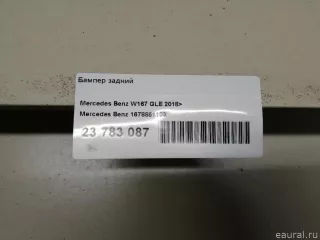 Бампер задний
Mercedes Benz W167 GLE 2018>
Mercedes Benz
23 783 087
eaural.ru